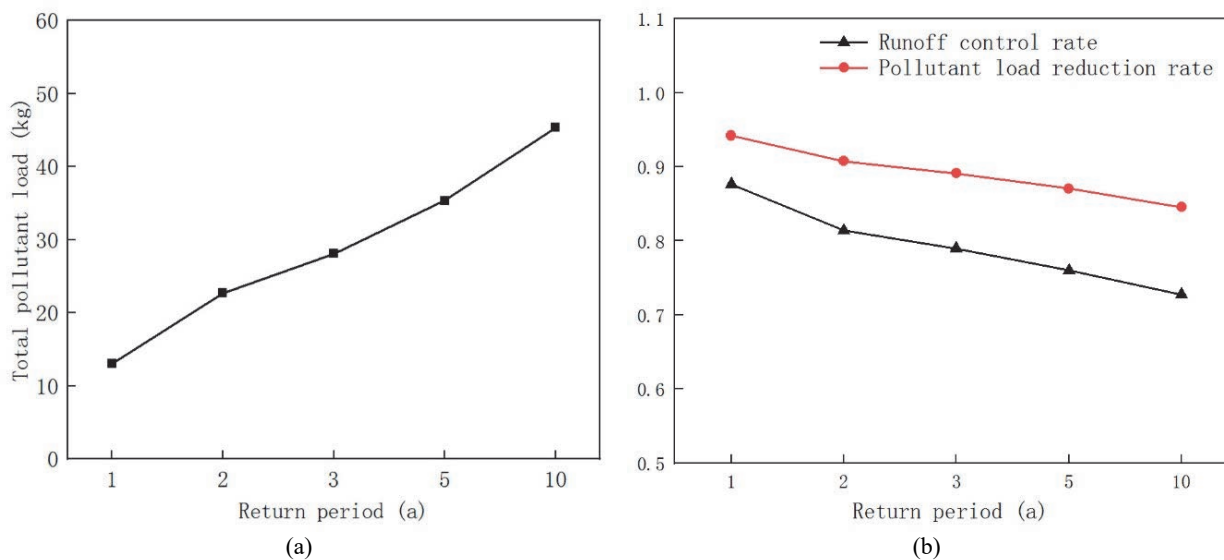 60
50
40
30
20
10
0
Total pollutant load (kg)
1 2 3 5 10
Return period (a)
(a)
1.1
1.0
0.9
0.8
0.7
0.6
0.5
Runoff control rate
Pollutant load reduction rate
1 2 3 5 10
Return period (a)
(b)